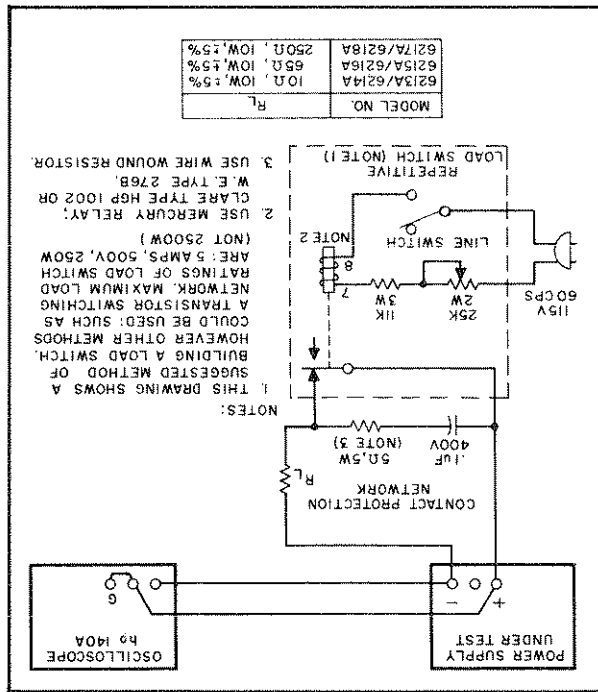 POWER SUPPLY
UNDER TEST
+ −
OSCILLOSCOPE
hp 140A
G
CONTACT PROTECTION
NETWORK
.1uF
400V
5Ω,5W
(NOTE 3)
RL
115V
60CPS
25K
2W
11K
3W
7
8
NOTE 2
LINE SWITCH
REPETITIVE
LOAD SWITCH (NOTE 1)
NOTES:
1. THIS DRAWING SHOWS A
SUGGESTED METHOD OF
BUILDING A LOAD SWITCH.
HOWEVER OTHER METHODS
COULD BE USED: SUCH AS
A TRANSISTOR SWITCHING
NETWORK. MAXIMUM LOAD
RATINGS OF LOAD SWITCH
ARE: 5 AMPS, 500V, 250W
(NOT 2500W)
2. USE MERCURY RELAY;
CLARE TYPE HGP 1002 OR
W.E. TYPE 276B.
3. USE WIRE WOUND RESISTOR.
MODEL NO. RL
6213A/6214A 10Ω, 10W,±5%
6215A/6216A 65Ω, 10W,±5%
6217A/6218A 250Ω, 10W,±5%